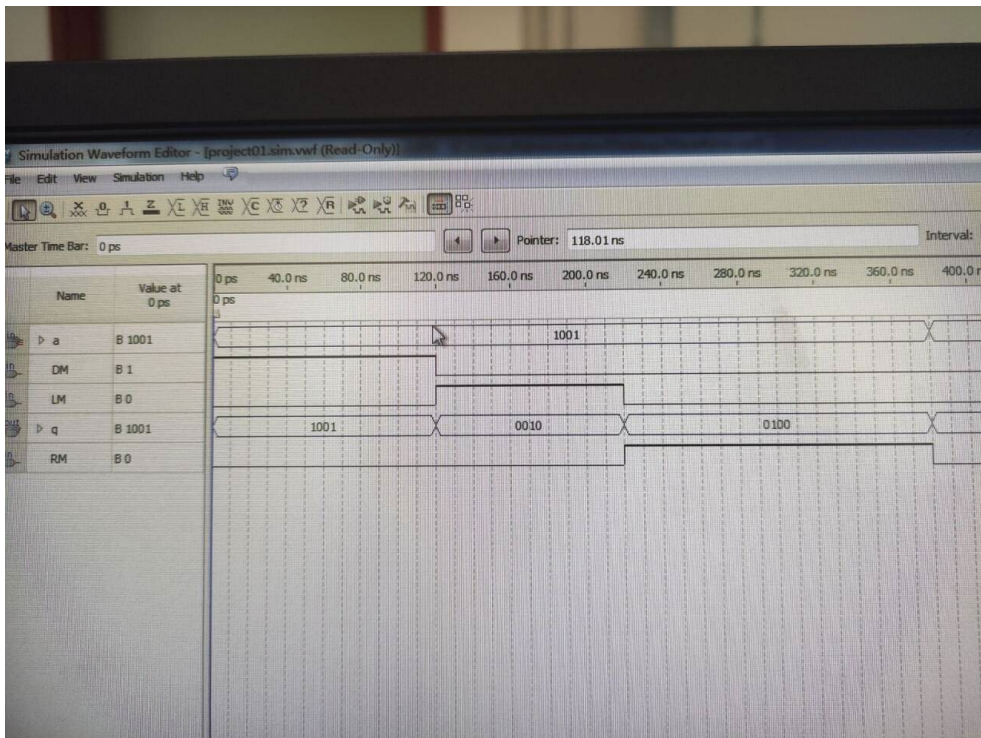 Simulation Waveform Editor - [project01.sim.vwf (Read-Only)]
File Edit View Simulation Help
Master Time Bar: 0 ps Pointer: 118.01 ns Interval:
Name Value at 0 ps
0 ps 40.0 ns 80.0 ns 120.0 ns 160.0 ns 200.0 ns 240.0 ns 280.0 ns 320.0 ns 360.0 ns 400.0 n
0 ps
a B 1001 1001
DM B 1
LM B 0
q B 1001 1001 0010 0100
RM B 0